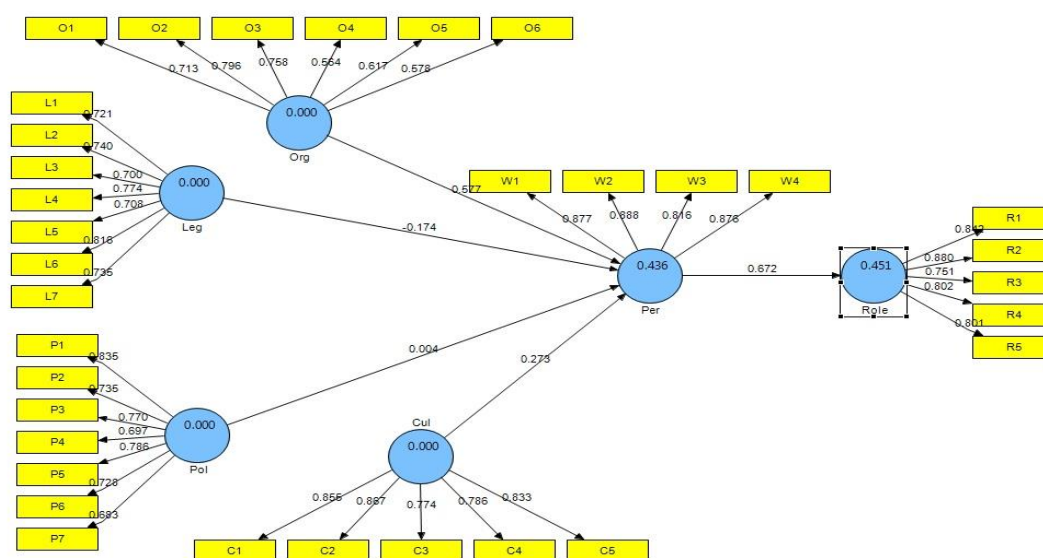 O1 O2 O3 O4 O5 O6
0.713 0.796 0.758 0.564 0.617 0.578
0.000
Org
L1
L2
L3
L4
L5
L6
L7
0.721
0.740
0.700
0.774
0.708
0.816
0.735
0.000
Leg
0.577
-0.174
W1 W2 W3 W4
0.877 0.888 0.816 0.876
0.436
Per
0.672
0.451
Role
R1
R2
R3
R4
R5
0.842
0.880
0.751
0.802
0.801
P1
P2
P3
P4
P5
P6
P7
0.835
0.735
0.770
0.697
0.786
0.728
0.683
0.000
Pol
0.004
0.273
Cul
0.000
0.855 0.867 0.774 0.786 0.833
C1 C2 C3 C4 C5